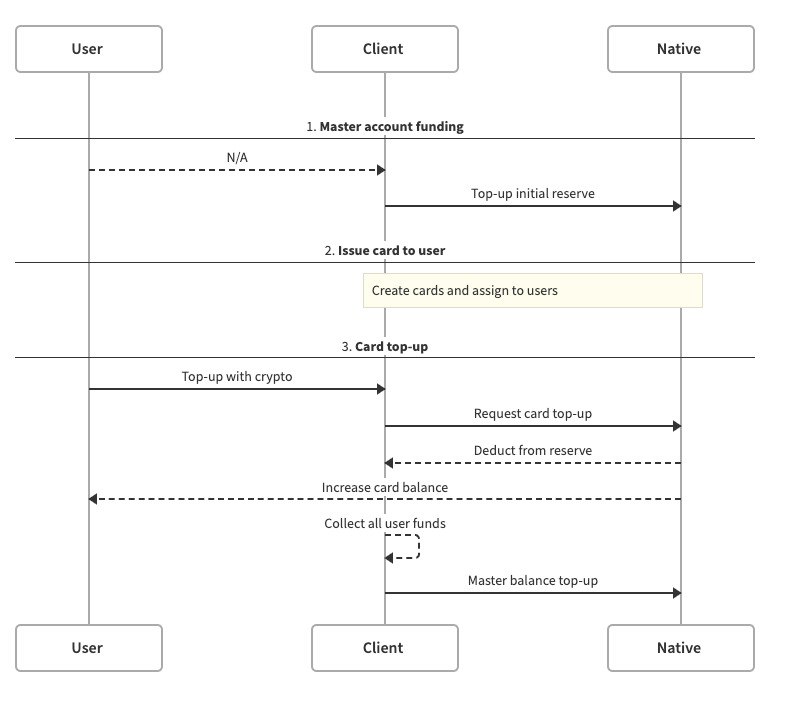 User
Client
Native
1. Master account funding
N/A
Top-up initial reserve
2. Issue card to user
Create cards and assign to users
3. Card top-up
Top-up with crypto
Request card top-up
Deduct from reserve
Increase card balance
Collect all user funds
Master balance top-up
User
Client
Native